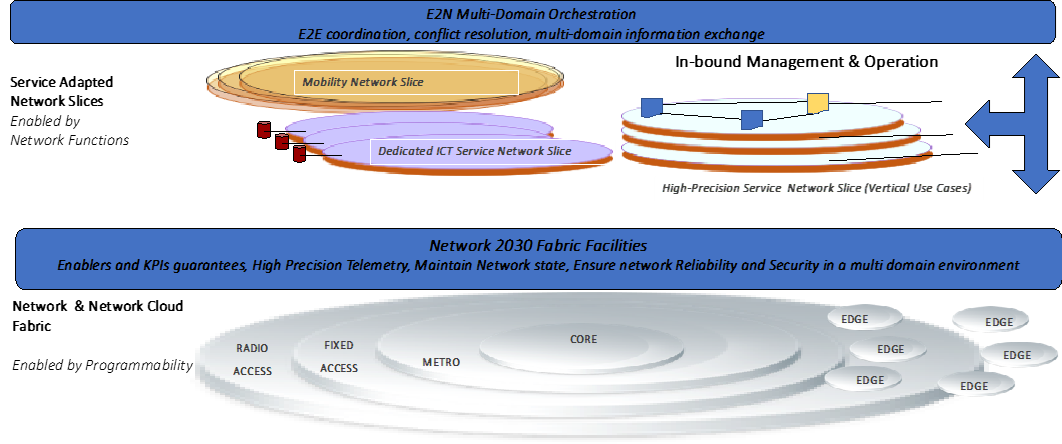 E2N Multi-Domain Orchestration
E2E coordination, conflict resolution, multi-domain information exchange
Service Adapted
Network Slices
Enabled by
Network Functions
Mobility Network Slice
Dedicated ICT Service Network Slice
In-bound Management & Operation
High-Precision Service Network Slice (Vertical Use Cases)
Network 2030 Fabric Facilities
Enablers and KPIs guarantees, High Precision Telemetry, Maintain Network state, Ensure network Reliability and Security in a multi domain environment
Network & Network Cloud
Fabric
Enabled by Programmability
RADIO
ACCESS
FIXED
ACCESS
METRO
CORE
EDGE
EDGE
EDGE
EDGE
EDGE
EDGE